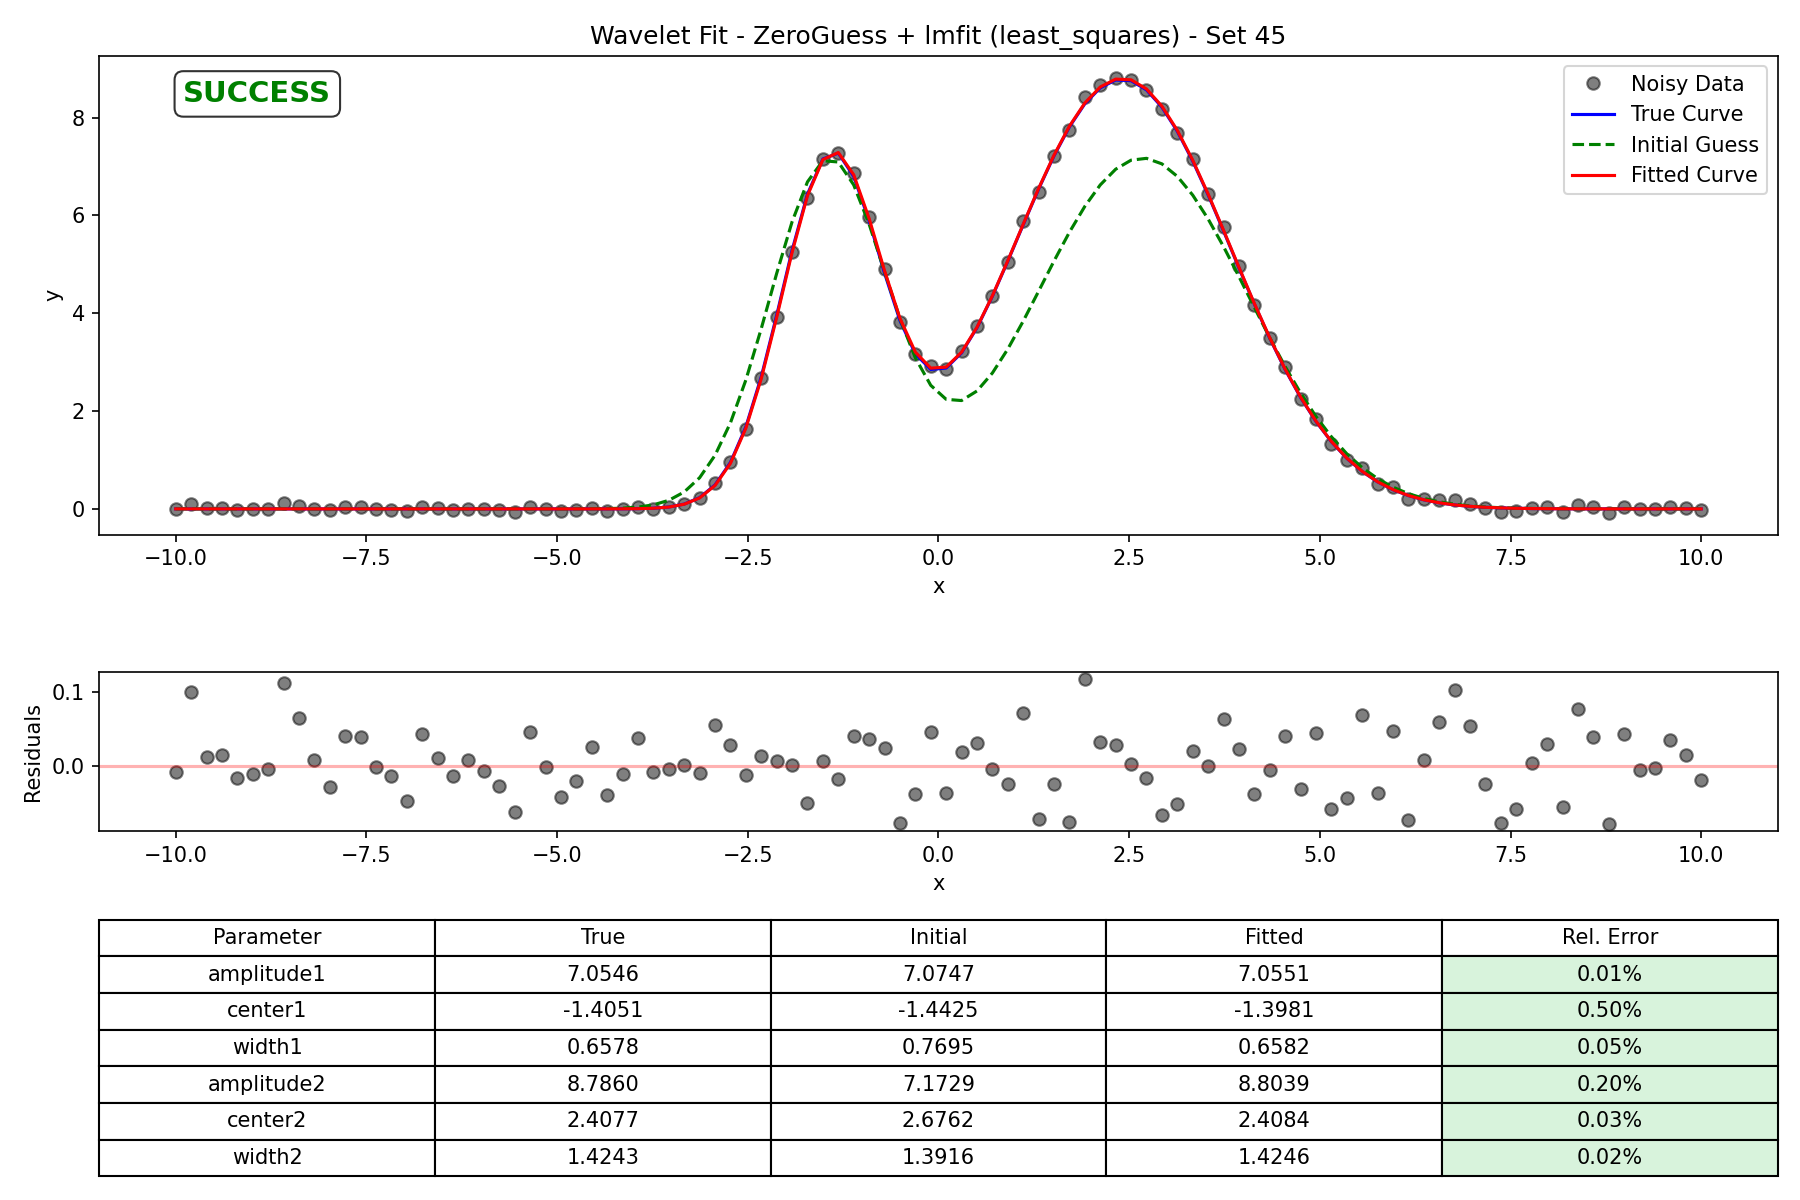 Wavelet Fit - ZeroGuess + lmfit (least_squares) - Set 45
SUCCESS
Noisy Data
True Curve
Initial Guess
Fitted Curve
y
8
6
4
2
0
−10.0 −7.5 −5.0 −2.5 0.0 2.5 5.0 7.5 10.0
x
Residuals
0.1
0.0
−10.0 −7.5 −5.0 −2.5 0.0 2.5 5.0 7.5 10.0
x
Parameter True Initial Fitted Rel. Error
amplitude1 7.0546 7.0747 7.0551 0.01%
center1 -1.4051 -1.4425 -1.3981 0.50%
width1 0.6578 0.7695 0.6582 0.05%
amplitude2 8.7860 7.1729 8.8039 0.20%
center2 2.4077 2.6762 2.4084 0.03%
width2 1.4243 1.3916 1.4246 0.02%